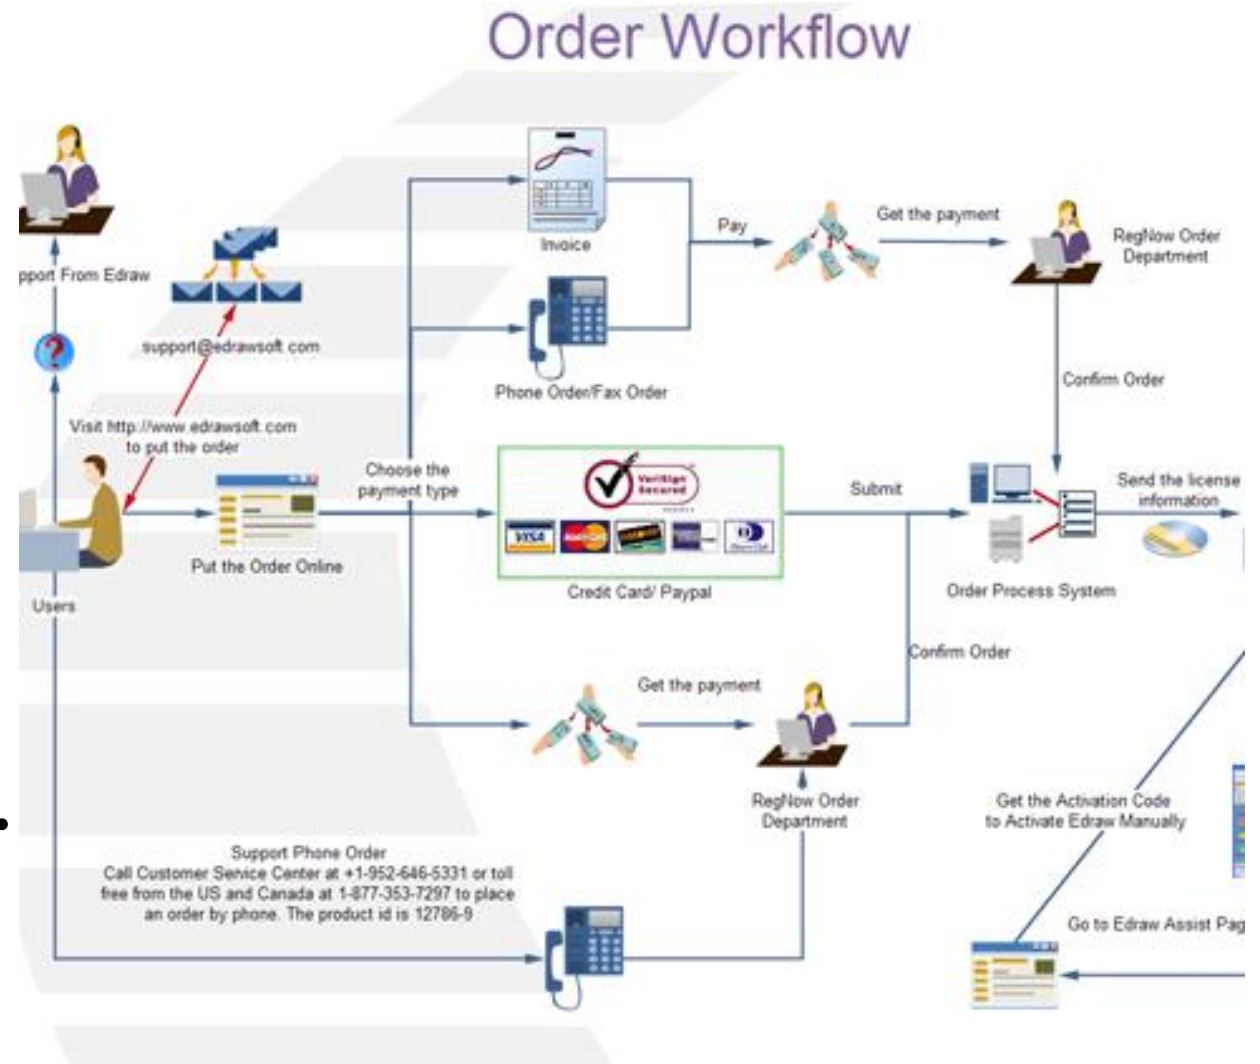 Order Workflow
Invoice
Pay
Get the payment
RegNow Order
Department
pport From Edraw
support@edrawsoft.com
Phone Order/Fax Order
Confirm Order
Visit http://www.edrawsoft.com
to put the order
Choose the
payment type
VeriSign
Secured
VISA
MasterCard
Submit
Send the license
information
Put the Order Online
Credit Card/ Paypal
Order Process System
Users
Confirm Order
Get the payment
RegNow Order
Department
Get the Activation Code
to Activate Edraw Manually
Support Phone Order
Call Customer Service Center at +1-952-646-5331 or toll
free from the US and Canada at 1-877-353-7297 to place
an order by phone. The product id is 12786-9
Go to Edraw Assist Pag